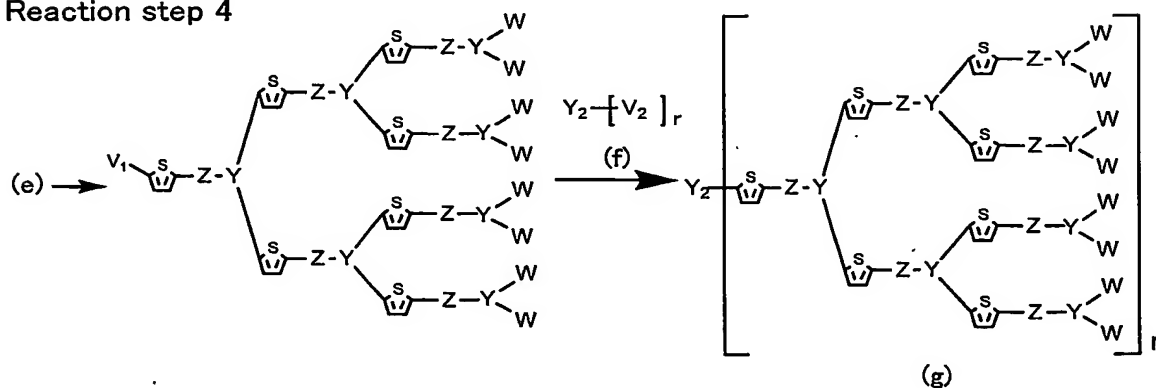 Reaction step 4
W W
S Z-Y S Z-Y
W W
S Z-Y S Z-Y
Y₂-[V₂]r W W
S Z-Y S Z-Y
(f) W W
(e) V₁ S Z-Y Y₂ S Z-Y
W W
S Z-Y S Z-Y
W W
S Z-Y S Z-Y
W W
S Z-Y S Z-Y
W W r
(g)